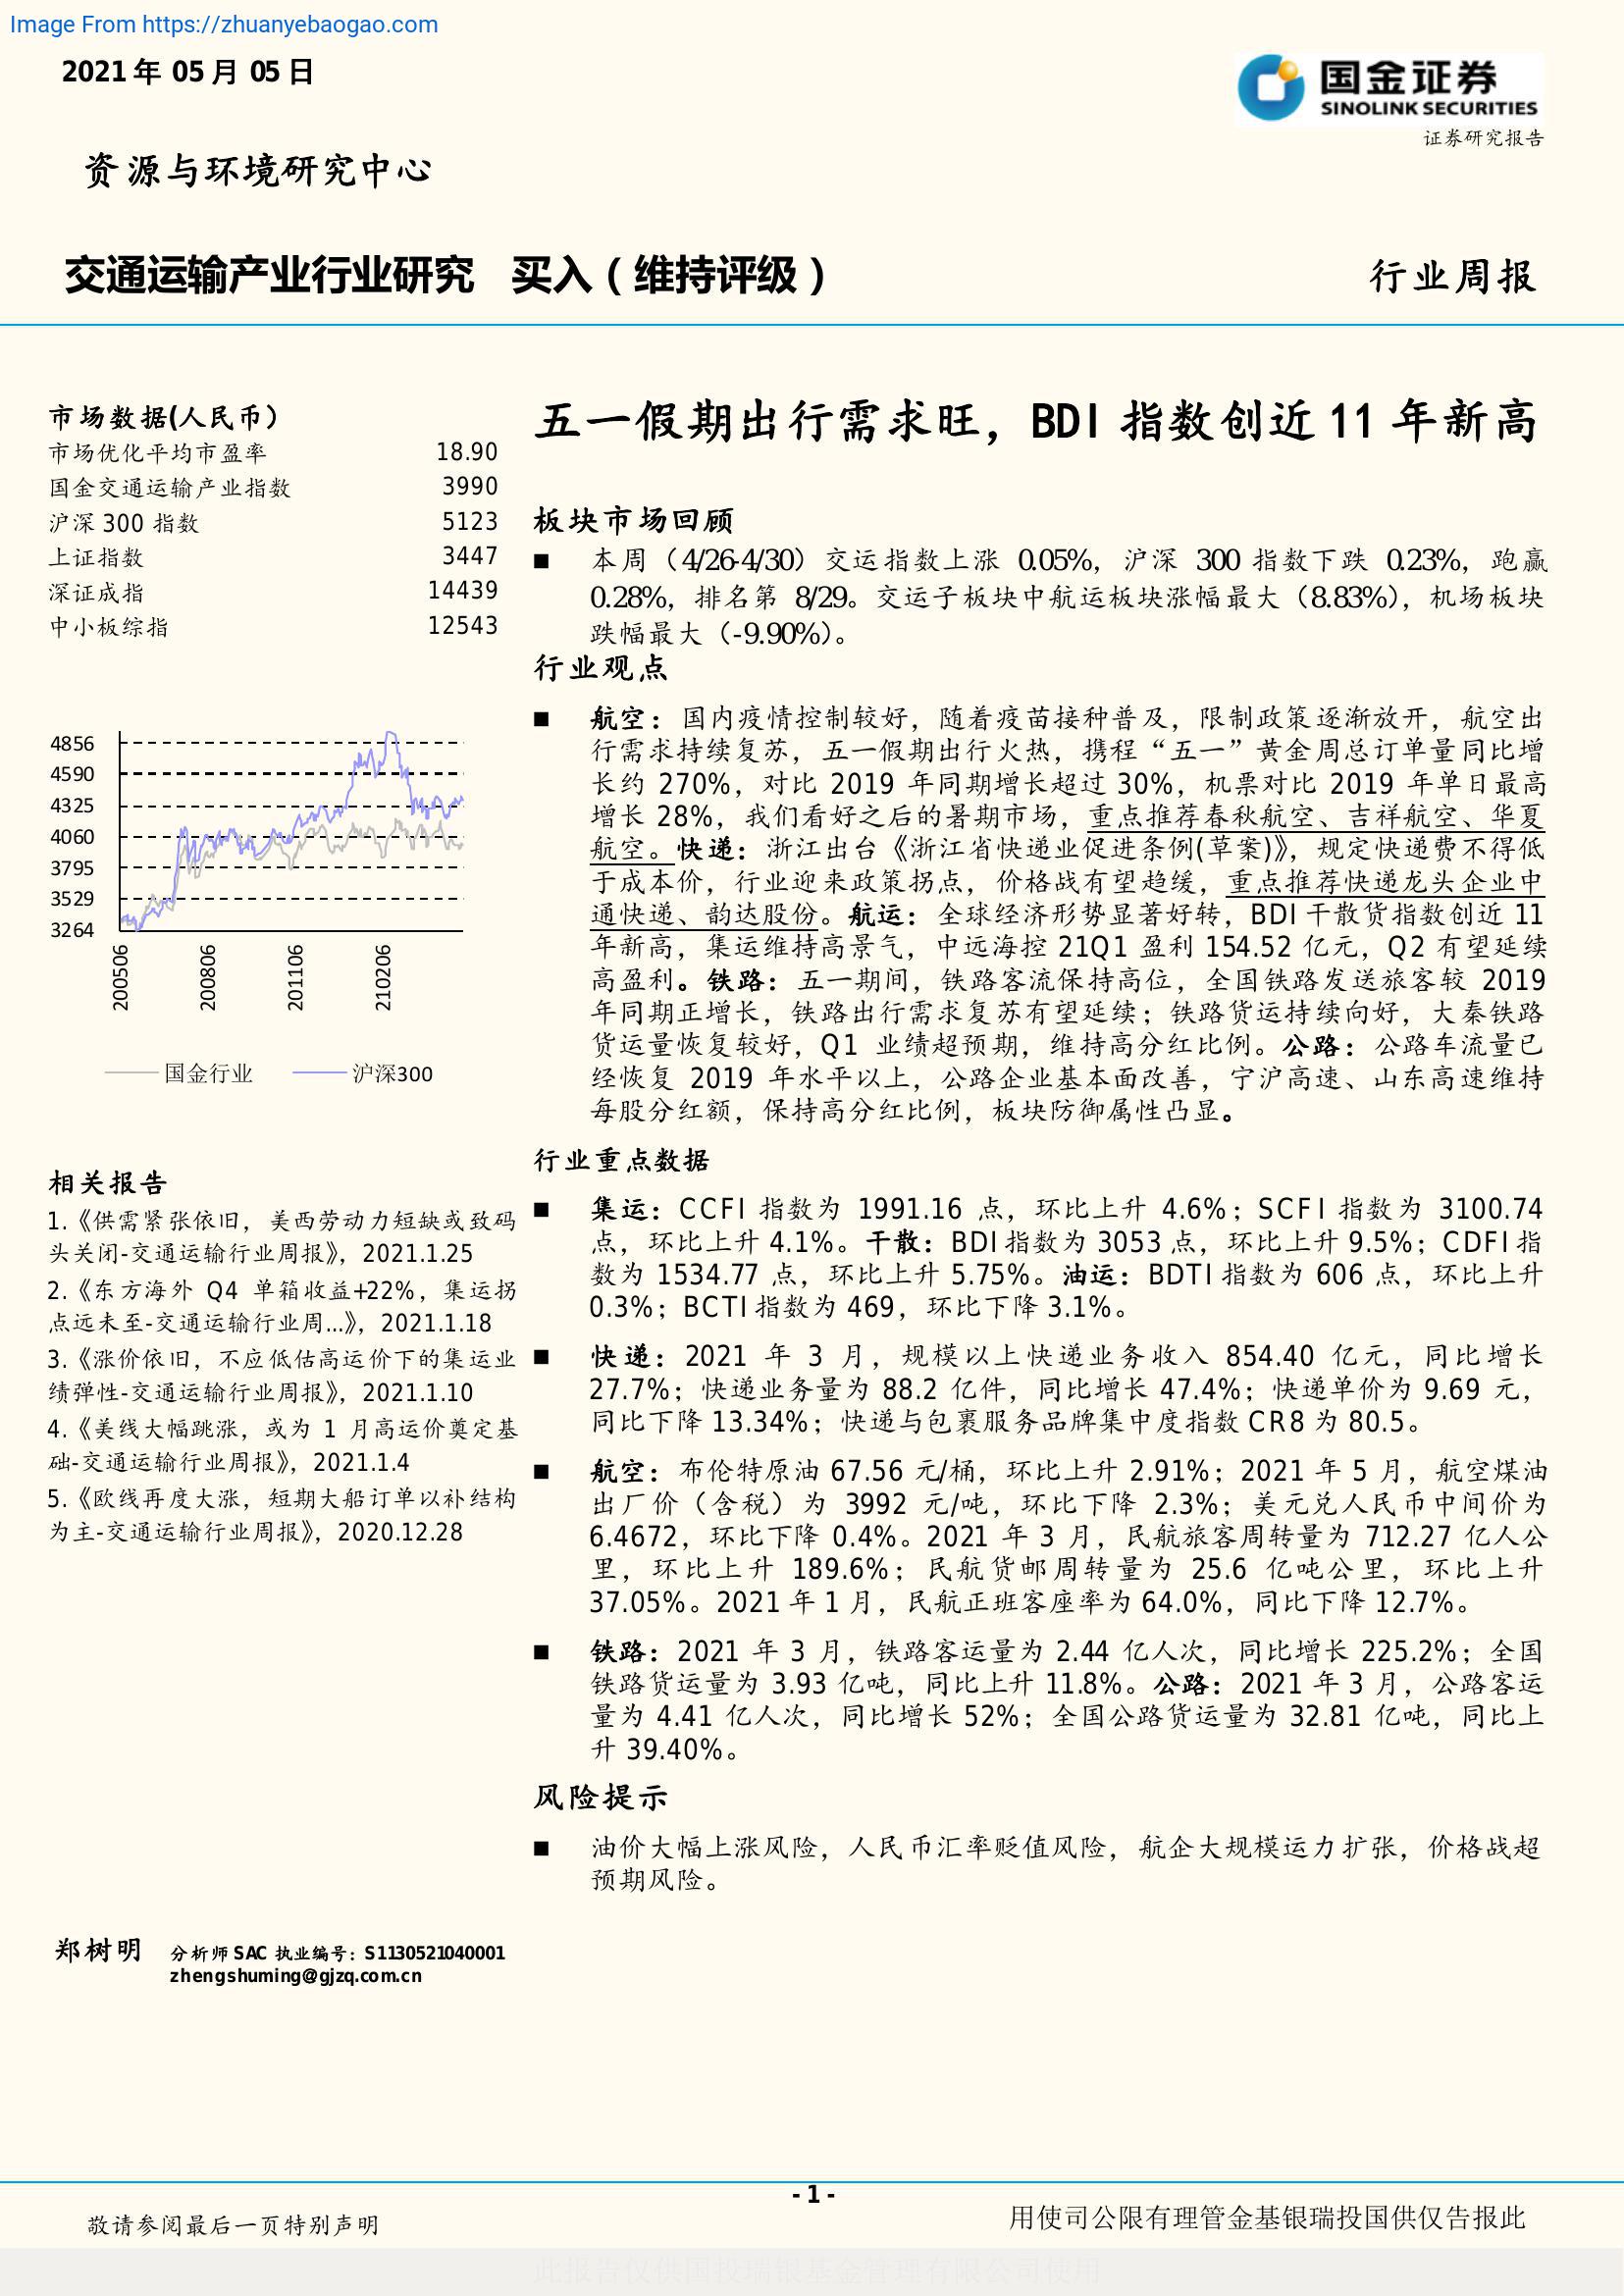 Image From https://zhuanyebaogao.com
2021 年 05 月 05 日
国金证券
SINOLINK SECURITIES
证券研究报告
资源与环境研究中心
交通运输产业行业研究 买入（维持评级）
行业周报
市场数据(人民币）
市场优化平均市盈率 18.90
国金交通运输产业指数 3990
沪深 300 指数 5123
上证指数 3447
深证成指 14439
中小板综指 12543
4856
4590
4325
4060
3795
3529
3264
200506
200806
201106
210206
国金行业 沪深300
相关报告
1.《供需紧张依旧，美西劳动力短缺或致码
头关闭-交通运输行业周报》，2021.1.25
2.《东方海外 Q4 单箱收益+22%，集运拐
点远未至-交通运输行业周...》，2021.1.18
3.《涨价依旧，不应低估高运价下的集运业
绩弹性-交通运输行业周报》，2021.1.10
4.《美线大幅跳涨，或为 1 月高运价奠定基
础-交通运输行业周报》，2021.1.4
5.《欧线再度大涨，短期大船订单以补结构
为主-交通运输行业周报》，2020.12.28
郑树明 分析师 SAC 执业编号：S1130521040001
zhengshuming@gjzq.com.cn
五一假期出行需求旺，BDI 指数创近 11 年新高
板块市场回顾
■ 本周（4/26-4/30）交运指数上涨 0.05%，沪深 300 指数下跌 0.23%，跑赢
0.28%，排名第 8/29。交运子板块中航运板块涨幅最大（8.83%），机场板块
跌幅最大（-9.90%）。
行业观点
■ 航空：国内疫情控制较好，随着疫苗接种普及，限制政策逐渐放开，航空出
行需求持续复苏，五一假期出行火热，携程“五一”黄金周总订单量同比增
长约 270%，对比 2019 年同期增长超过 30%，机票对比 2019 年单日最高
增长 28%，我们看好之后的暑期市场，重点推荐春秋航空、吉祥航空、华夏
航空。快递：浙江出台《浙江省快递业促进条例(草案)》，规定快递费不得低
于成本价，行业迎来政策拐点，价格战有望趋缓，重点推荐快递龙头企业中
通快递、韵达股份。航运：全球经济形势显著好转，BDI 干散货指数创近 11
年新高，集运维持高景气，中远海控 21Q1 盈利 154.52 亿元，Q2 有望延续
高盈利。铁路：五一期间，铁路客流保持高位，全国铁路发送旅客较 2019
年同期正增长，铁路出行需求复苏有望延续；铁路货运持续向好，大秦铁路
货运量恢复较好，Q1 业绩超预期，维持高分红比例。公路：公路车流量已
经恢复 2019 年水平以上，公路企业基本面改善，宁沪高速、山东高速维持
每股分红额，保持高分红比例，板块防御属性凸显。
行业重点数据
■ 集运：CCFI 指数为 1991.16 点，环比上升 4.6%；SCFI 指数为 3100.74
点，环比上升 4.1%。干散：BDI 指数为 3053 点，环比上升 9.5%；CDFI 指
数为 1534.77 点，环比上升 5.75%。油运：BDTI 指数为 606 点，环比上升
0.3%；BCTI 指数为 469，环比下降 3.1%。
■ 快递：2021 年 3 月，规模以上快递业务收入 854.40 亿元，同比增长
27.7%；快递业务量为 88.2 亿件，同比增长 47.4%；快递单价为 9.69 元，
同比下降 13.34%；快递与包裹服务品牌集中度指数 CR8 为 80.5。
■ 航空：布伦特原油 67.56 元/桶，环比上升 2.91%；2021 年 5 月，航空煤油
出厂价（含税）为 3992 元/吨，环比下降 2.3%；美元兑人民币中间价为
6.4672，环比下降 0.4%。2021 年 3 月，民航旅客周转量为 712.27 亿人公
里，环比上升 189.6%；民航货邮周转量为 25.6 亿吨公里，环比上升
37.05%。2021 年 1 月，民航正班客座率为 64.0%，同比下降 12.7%。
■ 铁路：2021 年 3 月，铁路客运量为 2.44 亿人次，同比增长 225.2%；全国
铁路货运量为 3.93 亿吨，同比上升 11.8%。公路：2021 年 3 月，公路客运
量为 4.41 亿人次，同比增长 52%；全国公路货运量为 32.81 亿吨，同比上
升 39.40%。
风险提示
■ 油价大幅上涨风险，人民币汇率贬值风险，航企大规模运力扩张，价格战超
预期风险。
- 1 -
敬请参阅最后一页特别声明
用使司公限有理管金基银瑞投国供仅告报此
此报告仅供国投瑞银基金管理有限公司使用